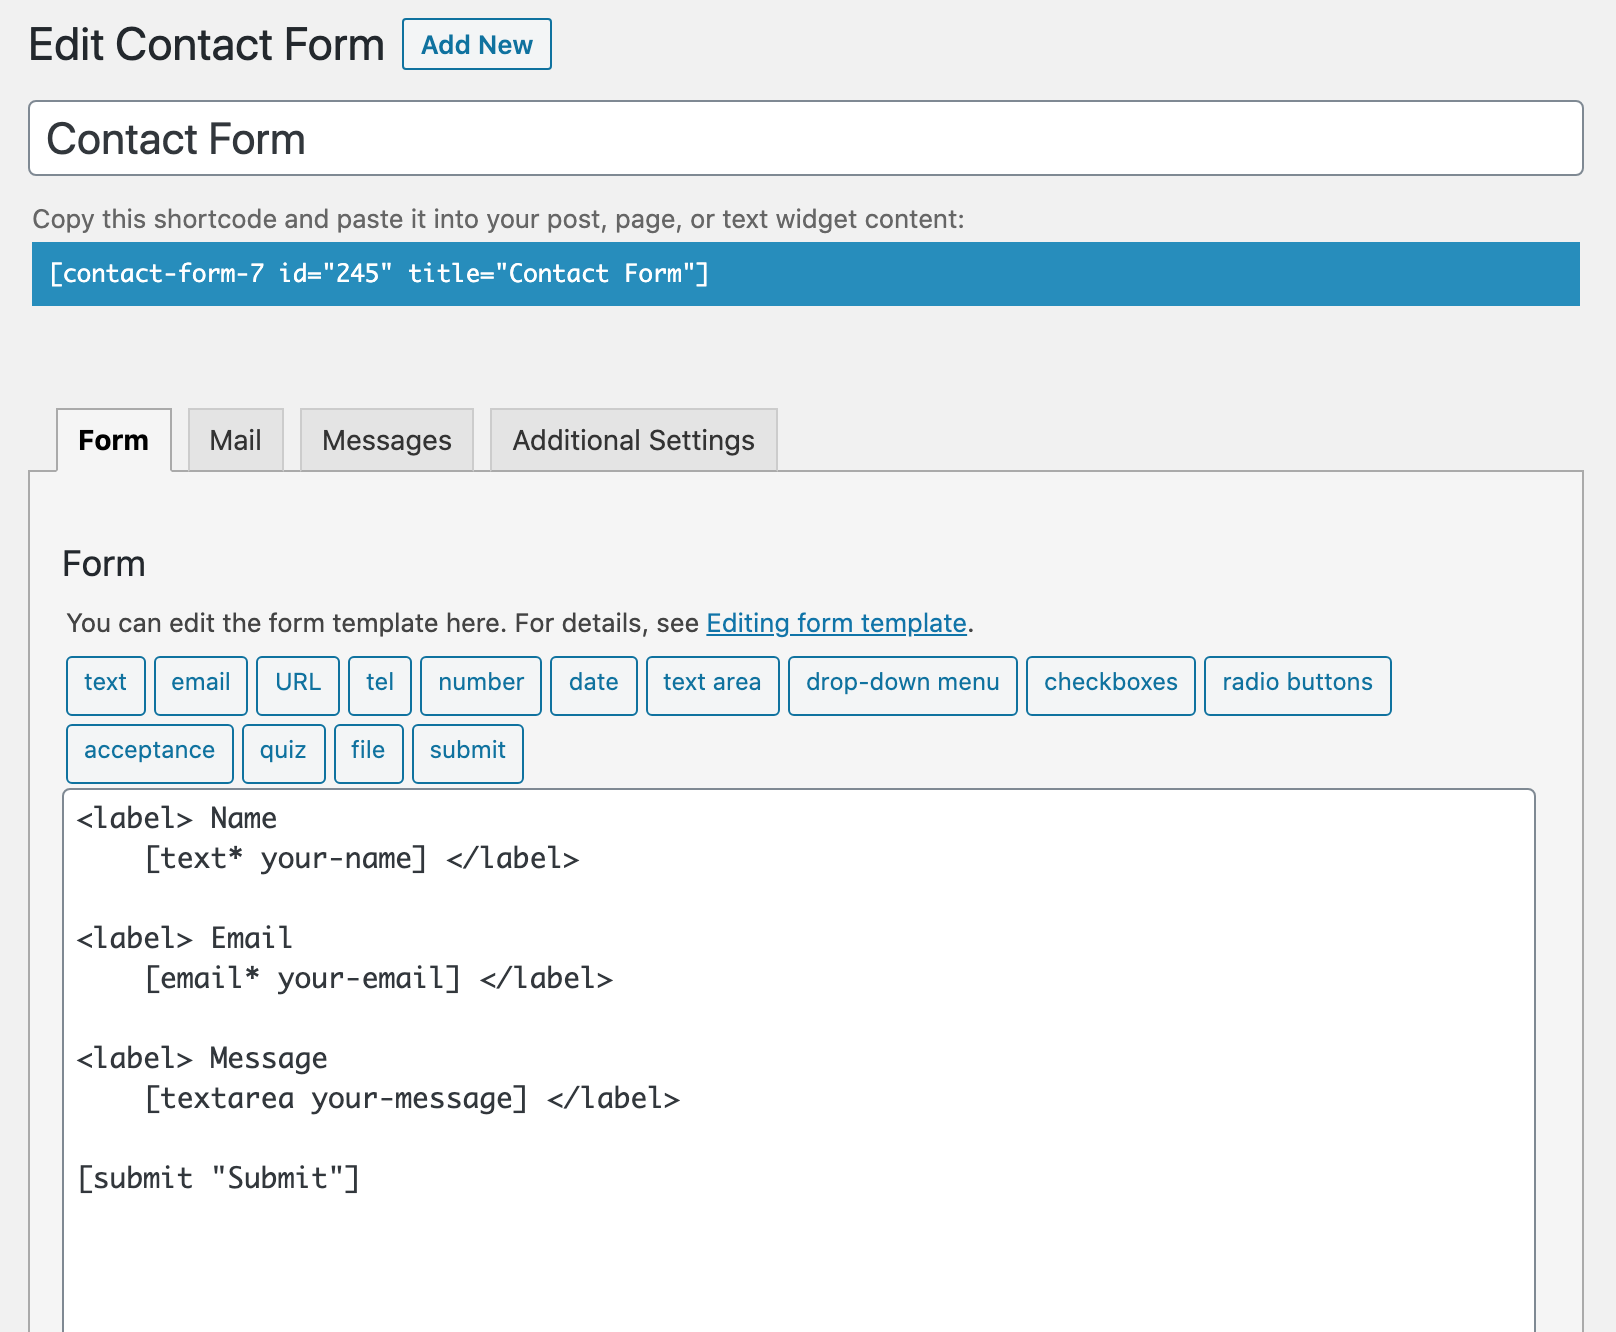 Edit Contact Form Add New
Contact Form
Copy this shortcode and paste it into your post, page, or text widget content:
[contact-form-7 id="245" title="Contact Form"]
Form Mail Messages Additional Settings
Form
You can edit the form template here. For details, see Editing form template.
text email URL tel number date text area drop-down menu checkboxes radio buttons
acceptance quiz file submit
<label> Name
    [text* your-name] </label>

<label> Email
    [email* your-email] </label>

<label> Message
    [textarea your-message] </label>

[submit "Submit"]